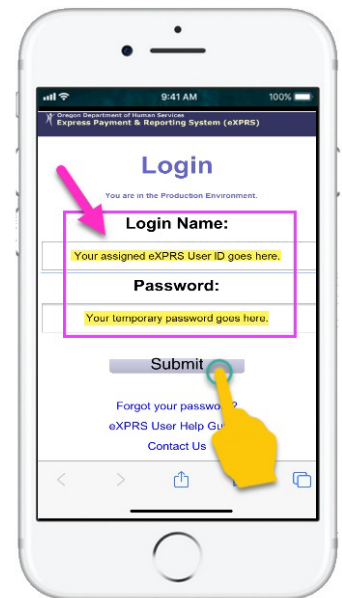 9:41 AM
100%
Oregon Department of Human Services
Express Payment & Reporting System (eXPRS)
Login
You are in the Production Environment.
Login Name:
Your assigned eXPRS User ID goes here.
Password:
Your temporary password goes here.
Submit
Forgot your passwo ?
eXPRS User Help Gu
Contact Us